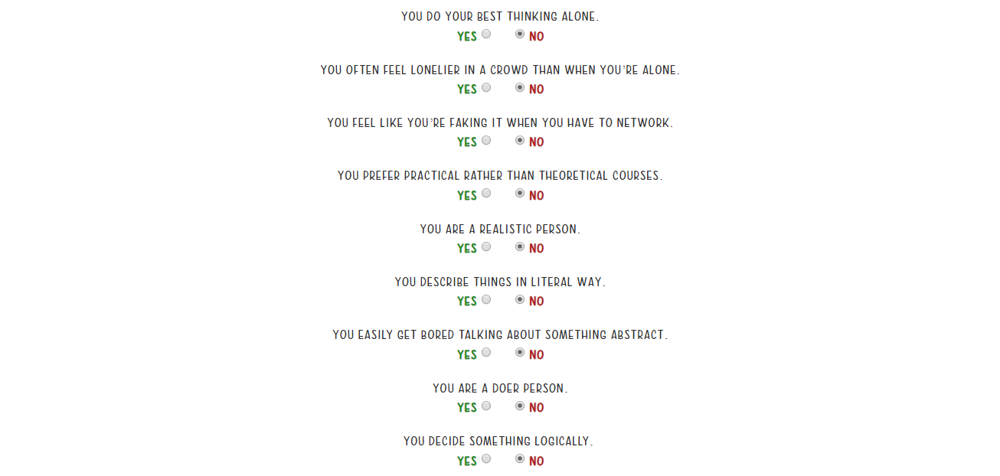 YOU DO YOUR BEST THINKING ALONE.
YES NO
YOU OFTEN FEEL LONELIER IN A CROWD THAN WHEN YOU'RE ALONE.
YES NO
YOU FEEL LIKE YOU'RE FAKING IT WHEN YOU HAVE TO NETWORK.
YES NO
YOU PREFER PRACTICAL RATHER THAN THEORETICAL COURSES.
YES NO
YOU ARE A REALISTIC PERSON.
YES NO
YOU DESCRIBE THINGS IN LITERAL WAY.
YES NO
YOU EASILY GET BORED TALKING ABOUT SOMETHING ABSTRACT.
YES NO
YOU ARE A DOER PERSON.
YES NO
YOU DECIDE SOMETHING LOGICALLY.
YES NO